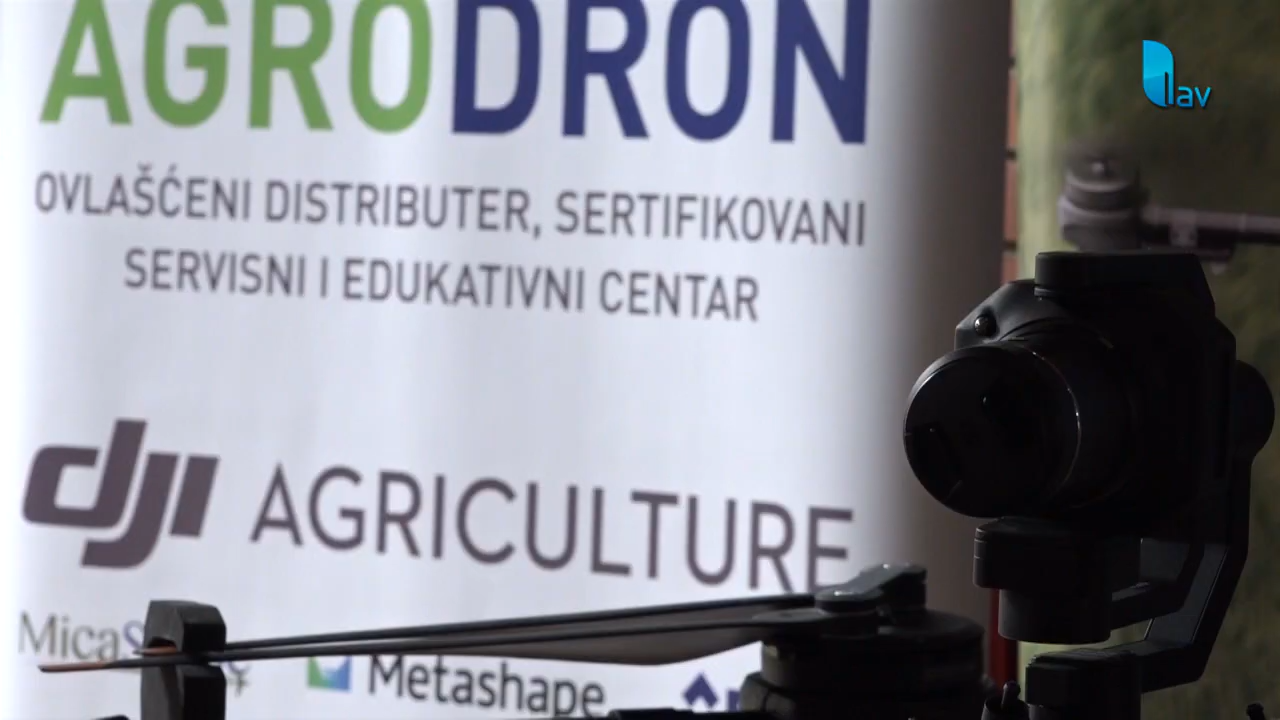 AGRODRON
lav
OVLAŠĆENI DISTRIBUTER, SERTIFIKOVANI
SERVISNI I EDUKATIVNI CENTAR
dji AGRICULTURE
Metashape